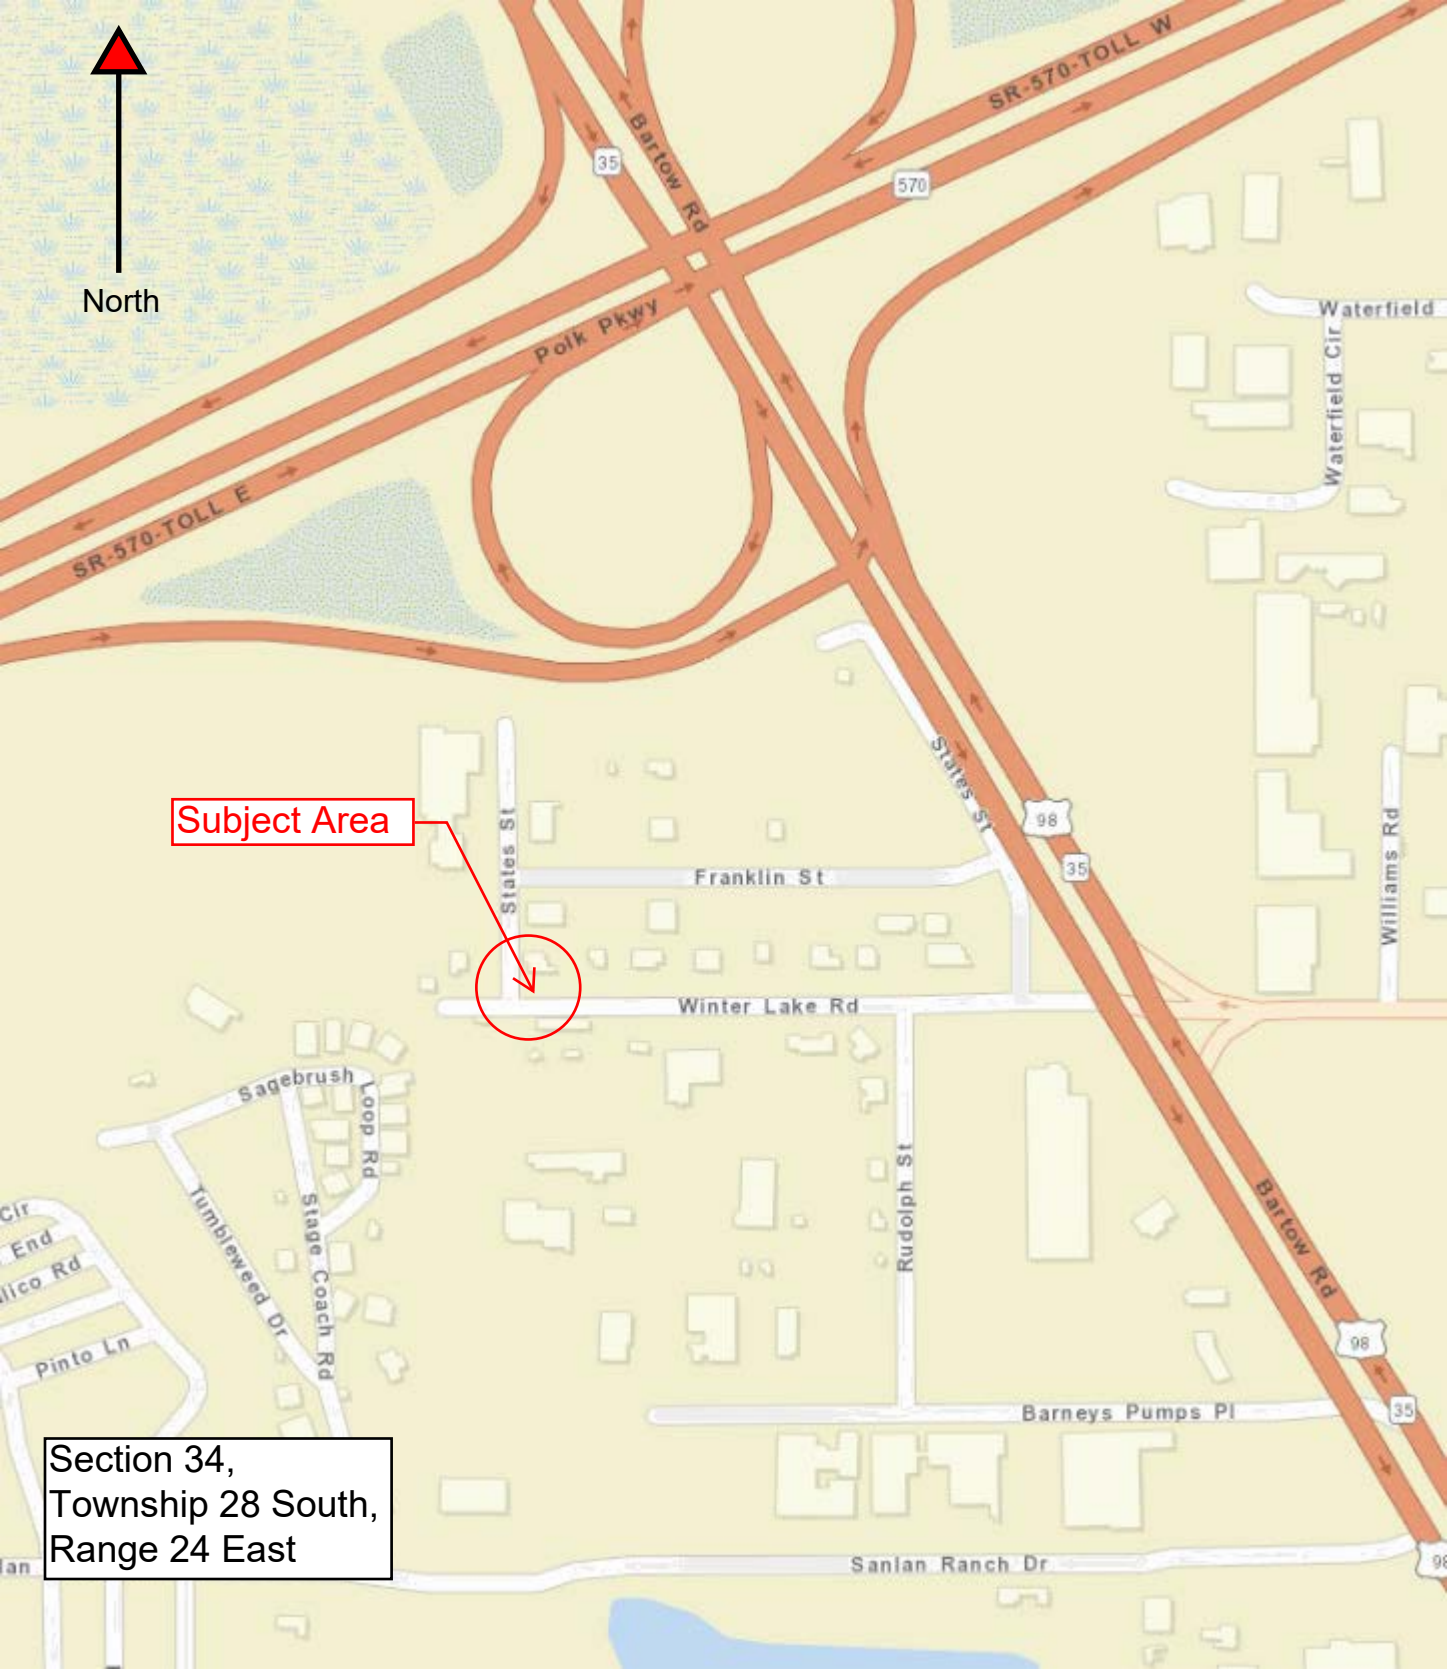 SR-570-TOLL W
35
Bartow Rd
570
North
Waterfield
Polk Pkwy
Waterfield Cir
SR-570-TOLL E
States St
98
Subject Area
States St
Williams Rd
35
Franklin St
Winter Lake Rd
Sagebrush
Loop Rd
Rudolph St
Tumbleweed Dr
Stage Coach Rd
Bartow Rd
Cir
End
Rd
98
Pinto Ln
35
Barneys Pumps Pl
Section 34,
Township 28 South,
Range 24 East
Sanlan Ranch Dr
98